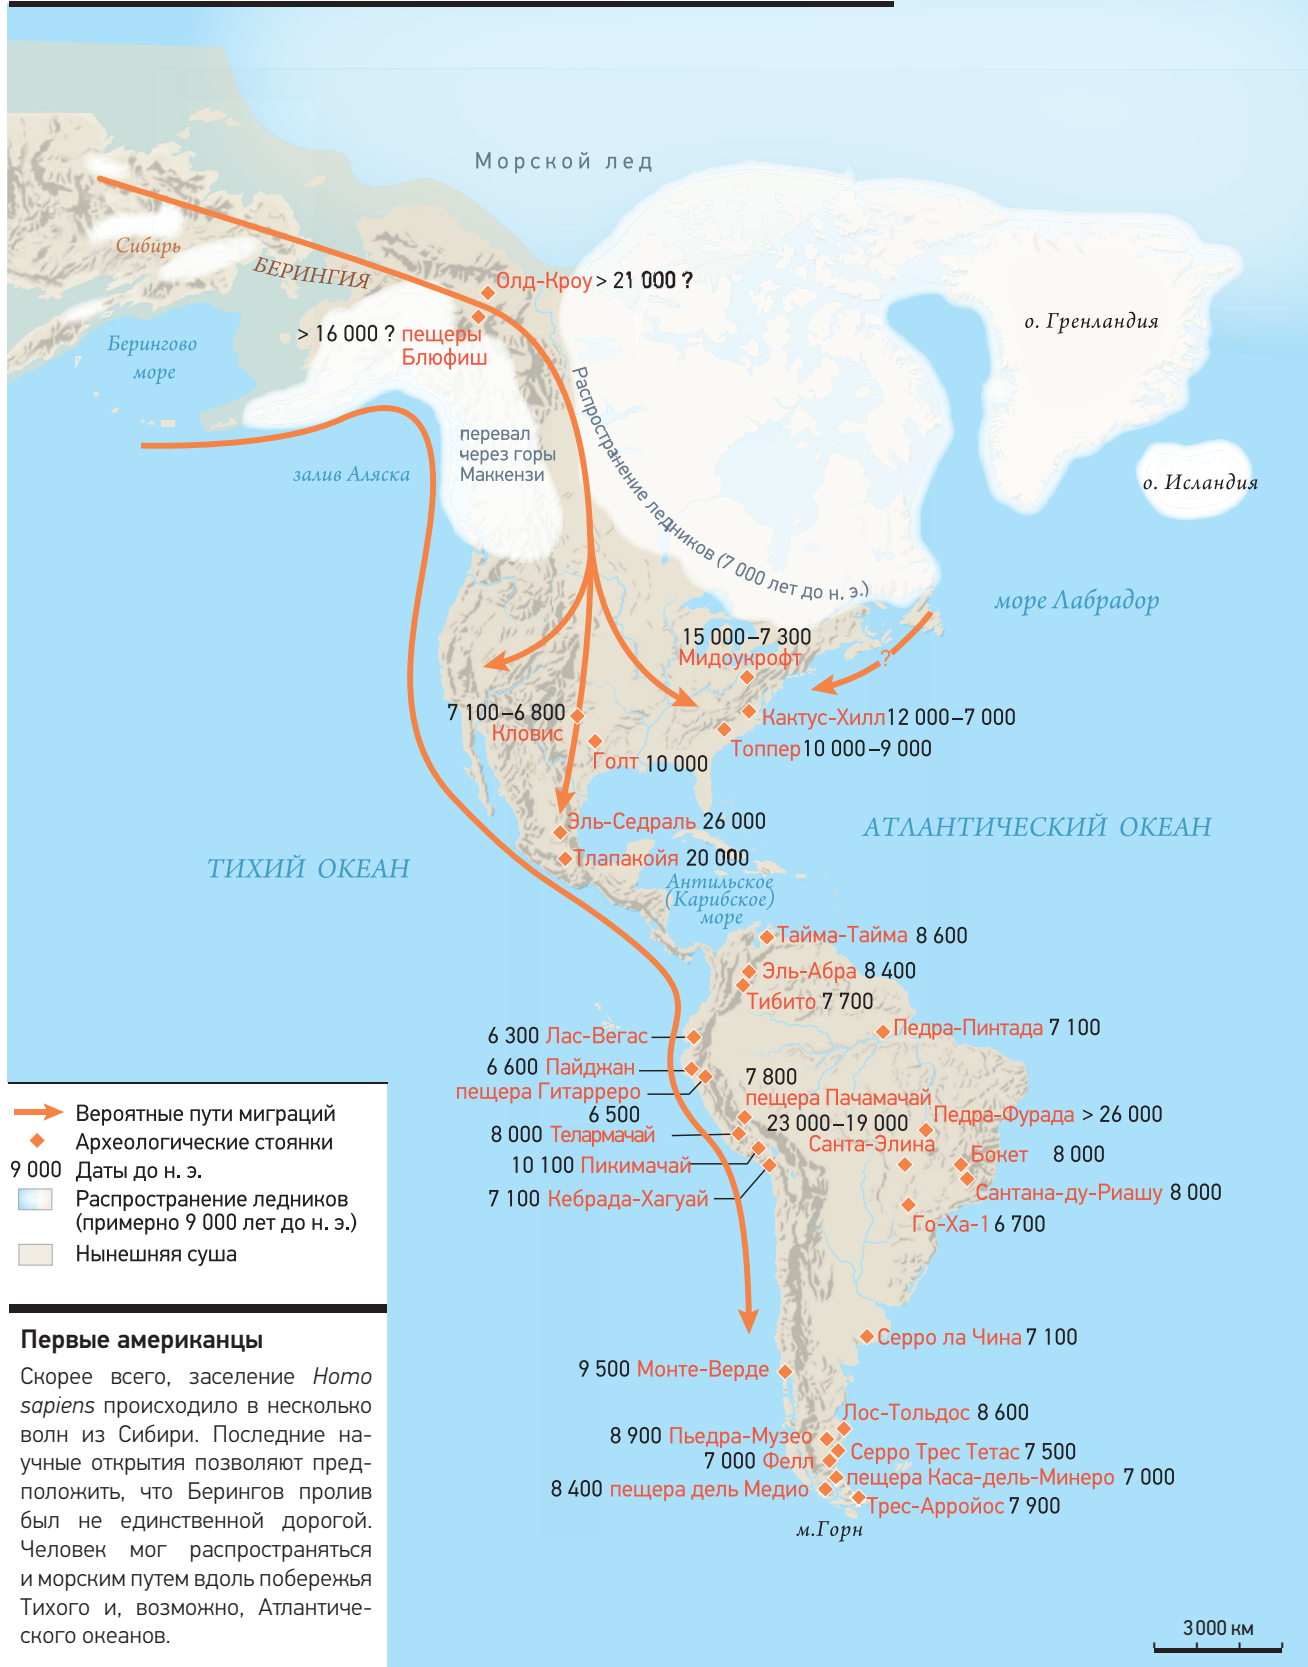 Морской лед
Сибирь
БЕРИНГИЯ
Олд-Кроу > 21 000 ?
> 16 000 ? пещеры
Блюфиш
Берингово
море
о. Гренландия
Распространение ледников (7 000 лет до н. э.)
перевал
через горы
Маккензи
залив Аляска
о. Исландия
море Лабрадор
15 000–7 300
Мидоукрофт
?
7 100–6 800
Кловис
Кактус-Хилл 12 000–7 000
Топпер 10 000–9 000
Голт 10 000
Эль-Седраль 26 000
АТЛАНТИЧЕСКИЙ ОКЕАН
Тлапакойя 20 000
ТИХИЙ ОКЕАН
Антильское
(Карибское)
море
Тайма-Тайма 8 600
Эль-Абра 8 400
Тибито 7 700
Педра-Пинтада 7 100
6 300 Лас-Вегас
6 600 Пайджан
пещера Гитарреро
6 500
7 800
пещера Пачамачай
23 000–19 000
Санта-Элина
Педра-Фурада > 26 000
8 000 Телармачай
10 100 Пикимачай
7 100 Кебрада-Хагуай
Бокет 8 000
Сантана-ду-Риашу 8 000
Го-Ха-1 6 700
Серро ла Чина 7 100
9 500 Монте-Верде
Лос-Тольдос 8 600
8 900 Пьедра-Музео
Серро Трес Тетас 7 500
7 000 Фелл
пещера Каса-дель-Минеро 7 000
8 400 пещера дель Медио
Трес-Арройос 7 900
м.Горн
3000 км
Вероятные пути миграций
Археологические стоянки
9 000 Даты до н. э.
Распространение ледников
(примерно 9 000 лет до н. э.)
Нынешняя суша
Первые американцы
Скорее всего, заселение Homo
sapiens происходило в несколько
волн из Сибири. Последние на-
учные открытия позволяют пред-
положить, что Берингов пролив
был не единственной дорогой.
Человек мог распространяться
и морским путем вдоль побережья
Тихого и, возможно, Атлантиче-
ского океанов.